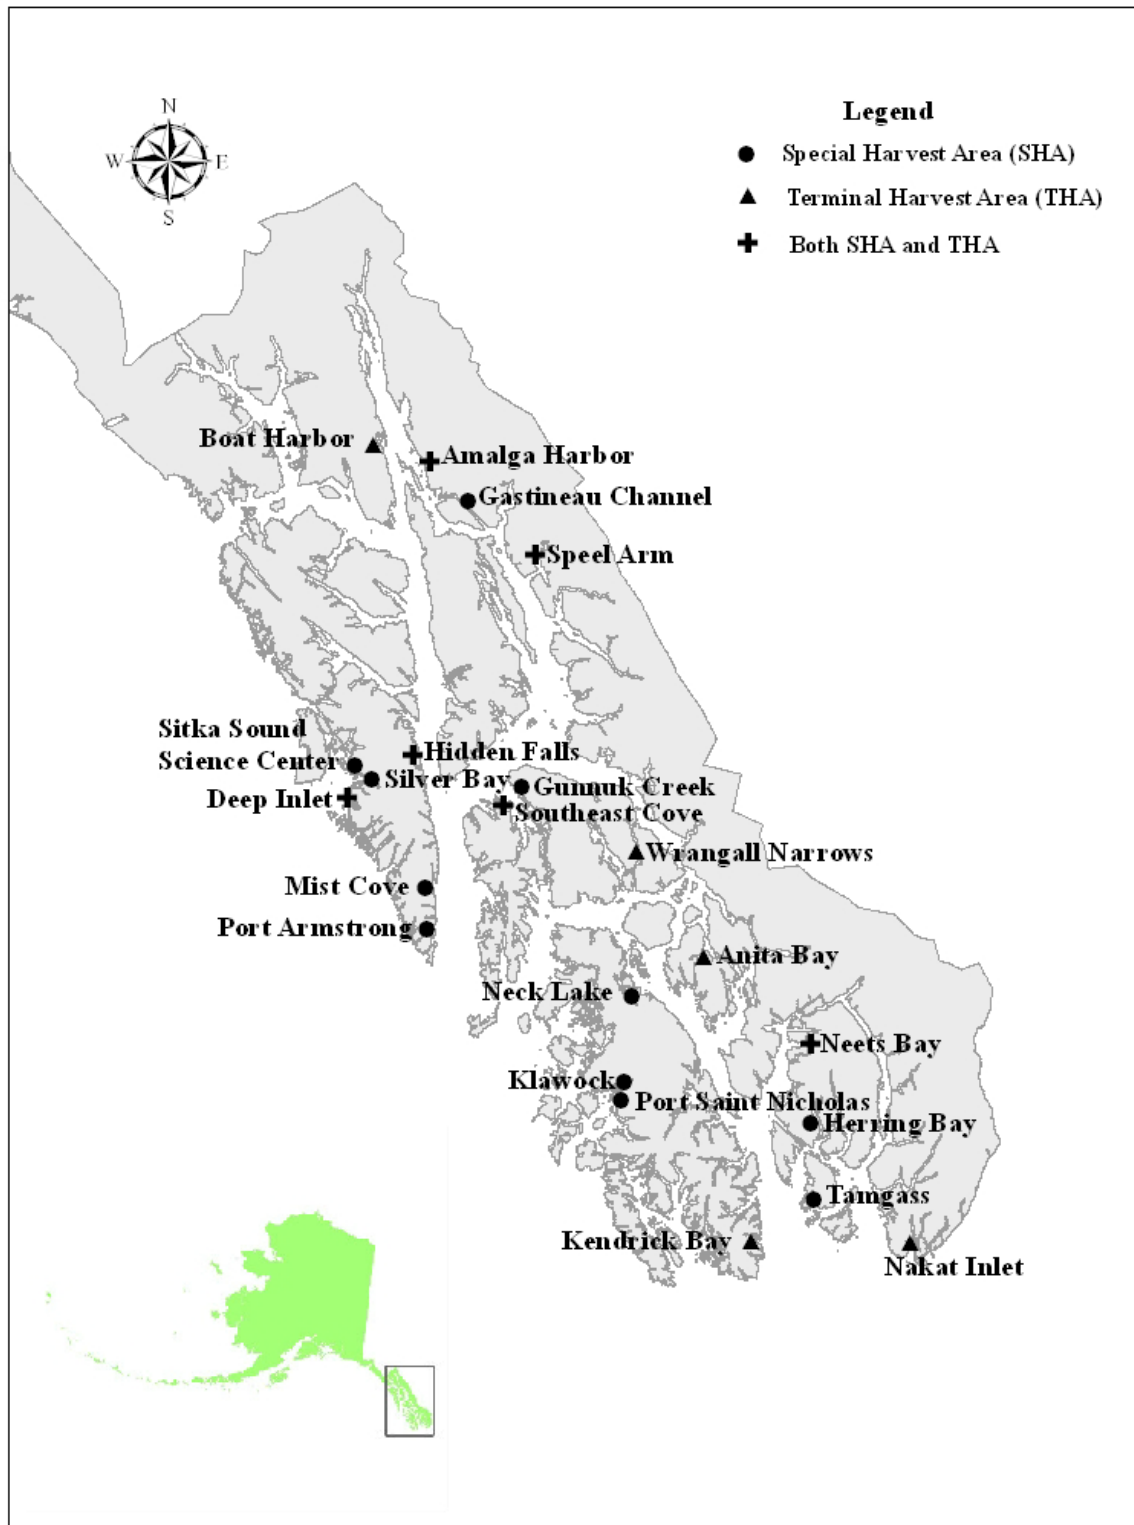 N
W
E
S
Legend
Special Harvest Area (SHA)
Terminal Harvest Area (THA)
Both SHA and THA
Boat Harbor
Amalga Harbor
Gastineau Channel
Speel Arm
Sitka Sound
Science Center
Hidden Falls
Silver Bay
Deep Inlet
Gunnuk Creek
Southeast Cove
Wrangall Narrows
Mist Cove
Port Armstrong
Anita Bay
Neck Lake
Neets Bay
Klawock
Port Saint Nicholas
Herring Bay
Tamgass
Kendrick Bay
Nakat Inlet